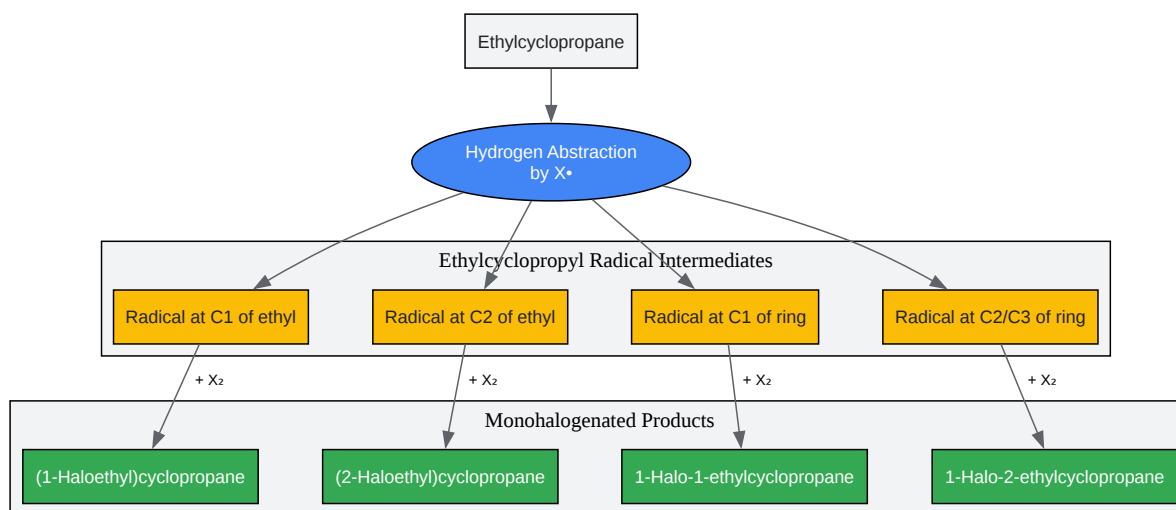 Ethylcyclopropane
Hydrogen Abstraction
by X•
Ethylcyclopropyl Radical Intermediates
Radical at C1 of ethyl
Radical at C2 of ethyl
Radical at C1 of ring
Radical at C2/C3 of ring
+ X₂
+ X₂
+ X₂
+ X₂
Monohalogenated Products
(1-Haloethyl)cyclopropane
(2-Haloethyl)cyclopropane
1-Halo-1-ethylcyclopropane
1-Halo-2-ethylcyclopropane